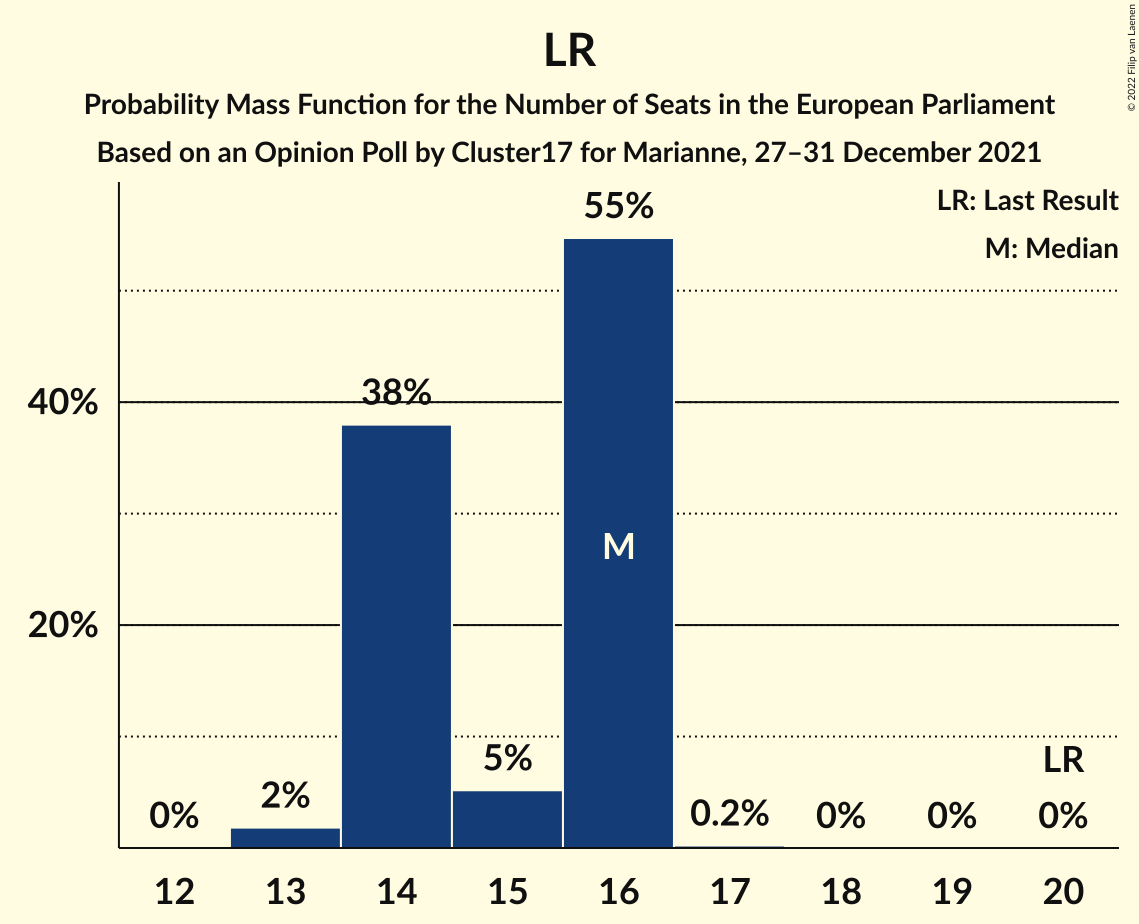 LR
Probability Mass Function for the Number of Seats in the European Parliament
Based on an Opinion Poll by Cluster17 for Marianne, 27–31 December 2021
© 2022 Filip van Laenen
LR: Last Result
M: Median
55%
40%
38%
M
20%
5%
LR
2%
0%
0.2%
0%
0%
0%
12 13 14 15 16 17 18 19 20